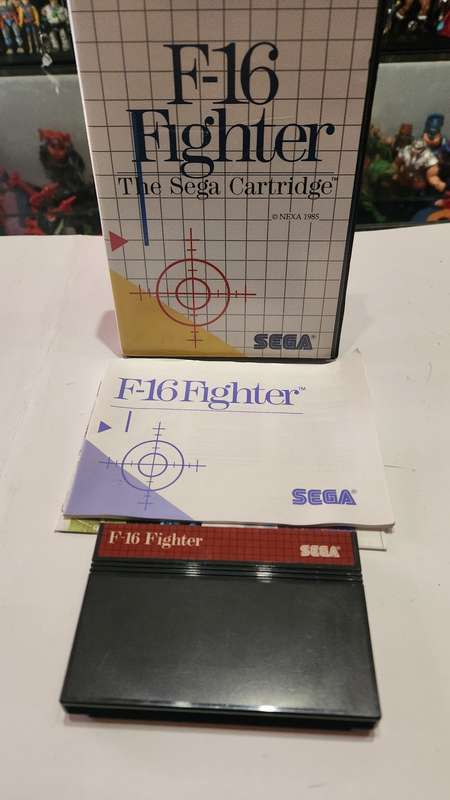 F-16
Fighter
The Sega Cartridge™
© NEXA 1985
SEGA®
F-16 Fighter™
SEGA®
F-16 Fighter
SEGA®